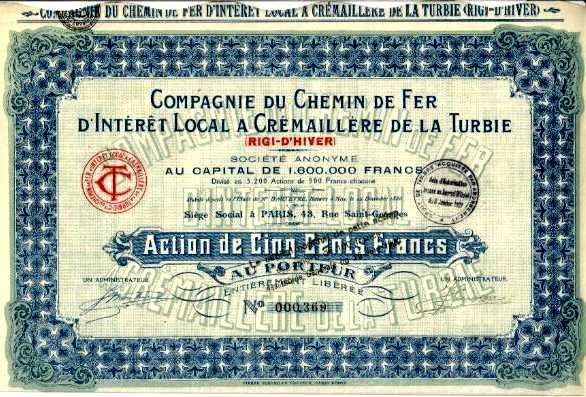 COMPAGNIE DU CHEMIN DE FER D'INTÉRÊT LOCAL A CRÉMAILLÈRE DE LA TURBIE (RIGI-D'HIVER)
COMPAGNIE DU CHEMIN DE FER
D'INTÉRÊT LOCAL A CRÉMAILLÈRE DE LA TURBIE
(RIGI-D'HIVER)
SOCIÉTÉ ANONYME
AU CAPITAL DE 1.600.000 FRANCS
Divisé en 3.200 Actions de 500 Francs chacune
Siège Social à PARIS, 43, Rue Saint-Georges
Action de Cinq Cents Francs
AU PORTEUR
ENTIÈREMENT LIBÉRÉE
No 000,369
UN ADMINISTRATEUR
UN ADMINISTRATEUR